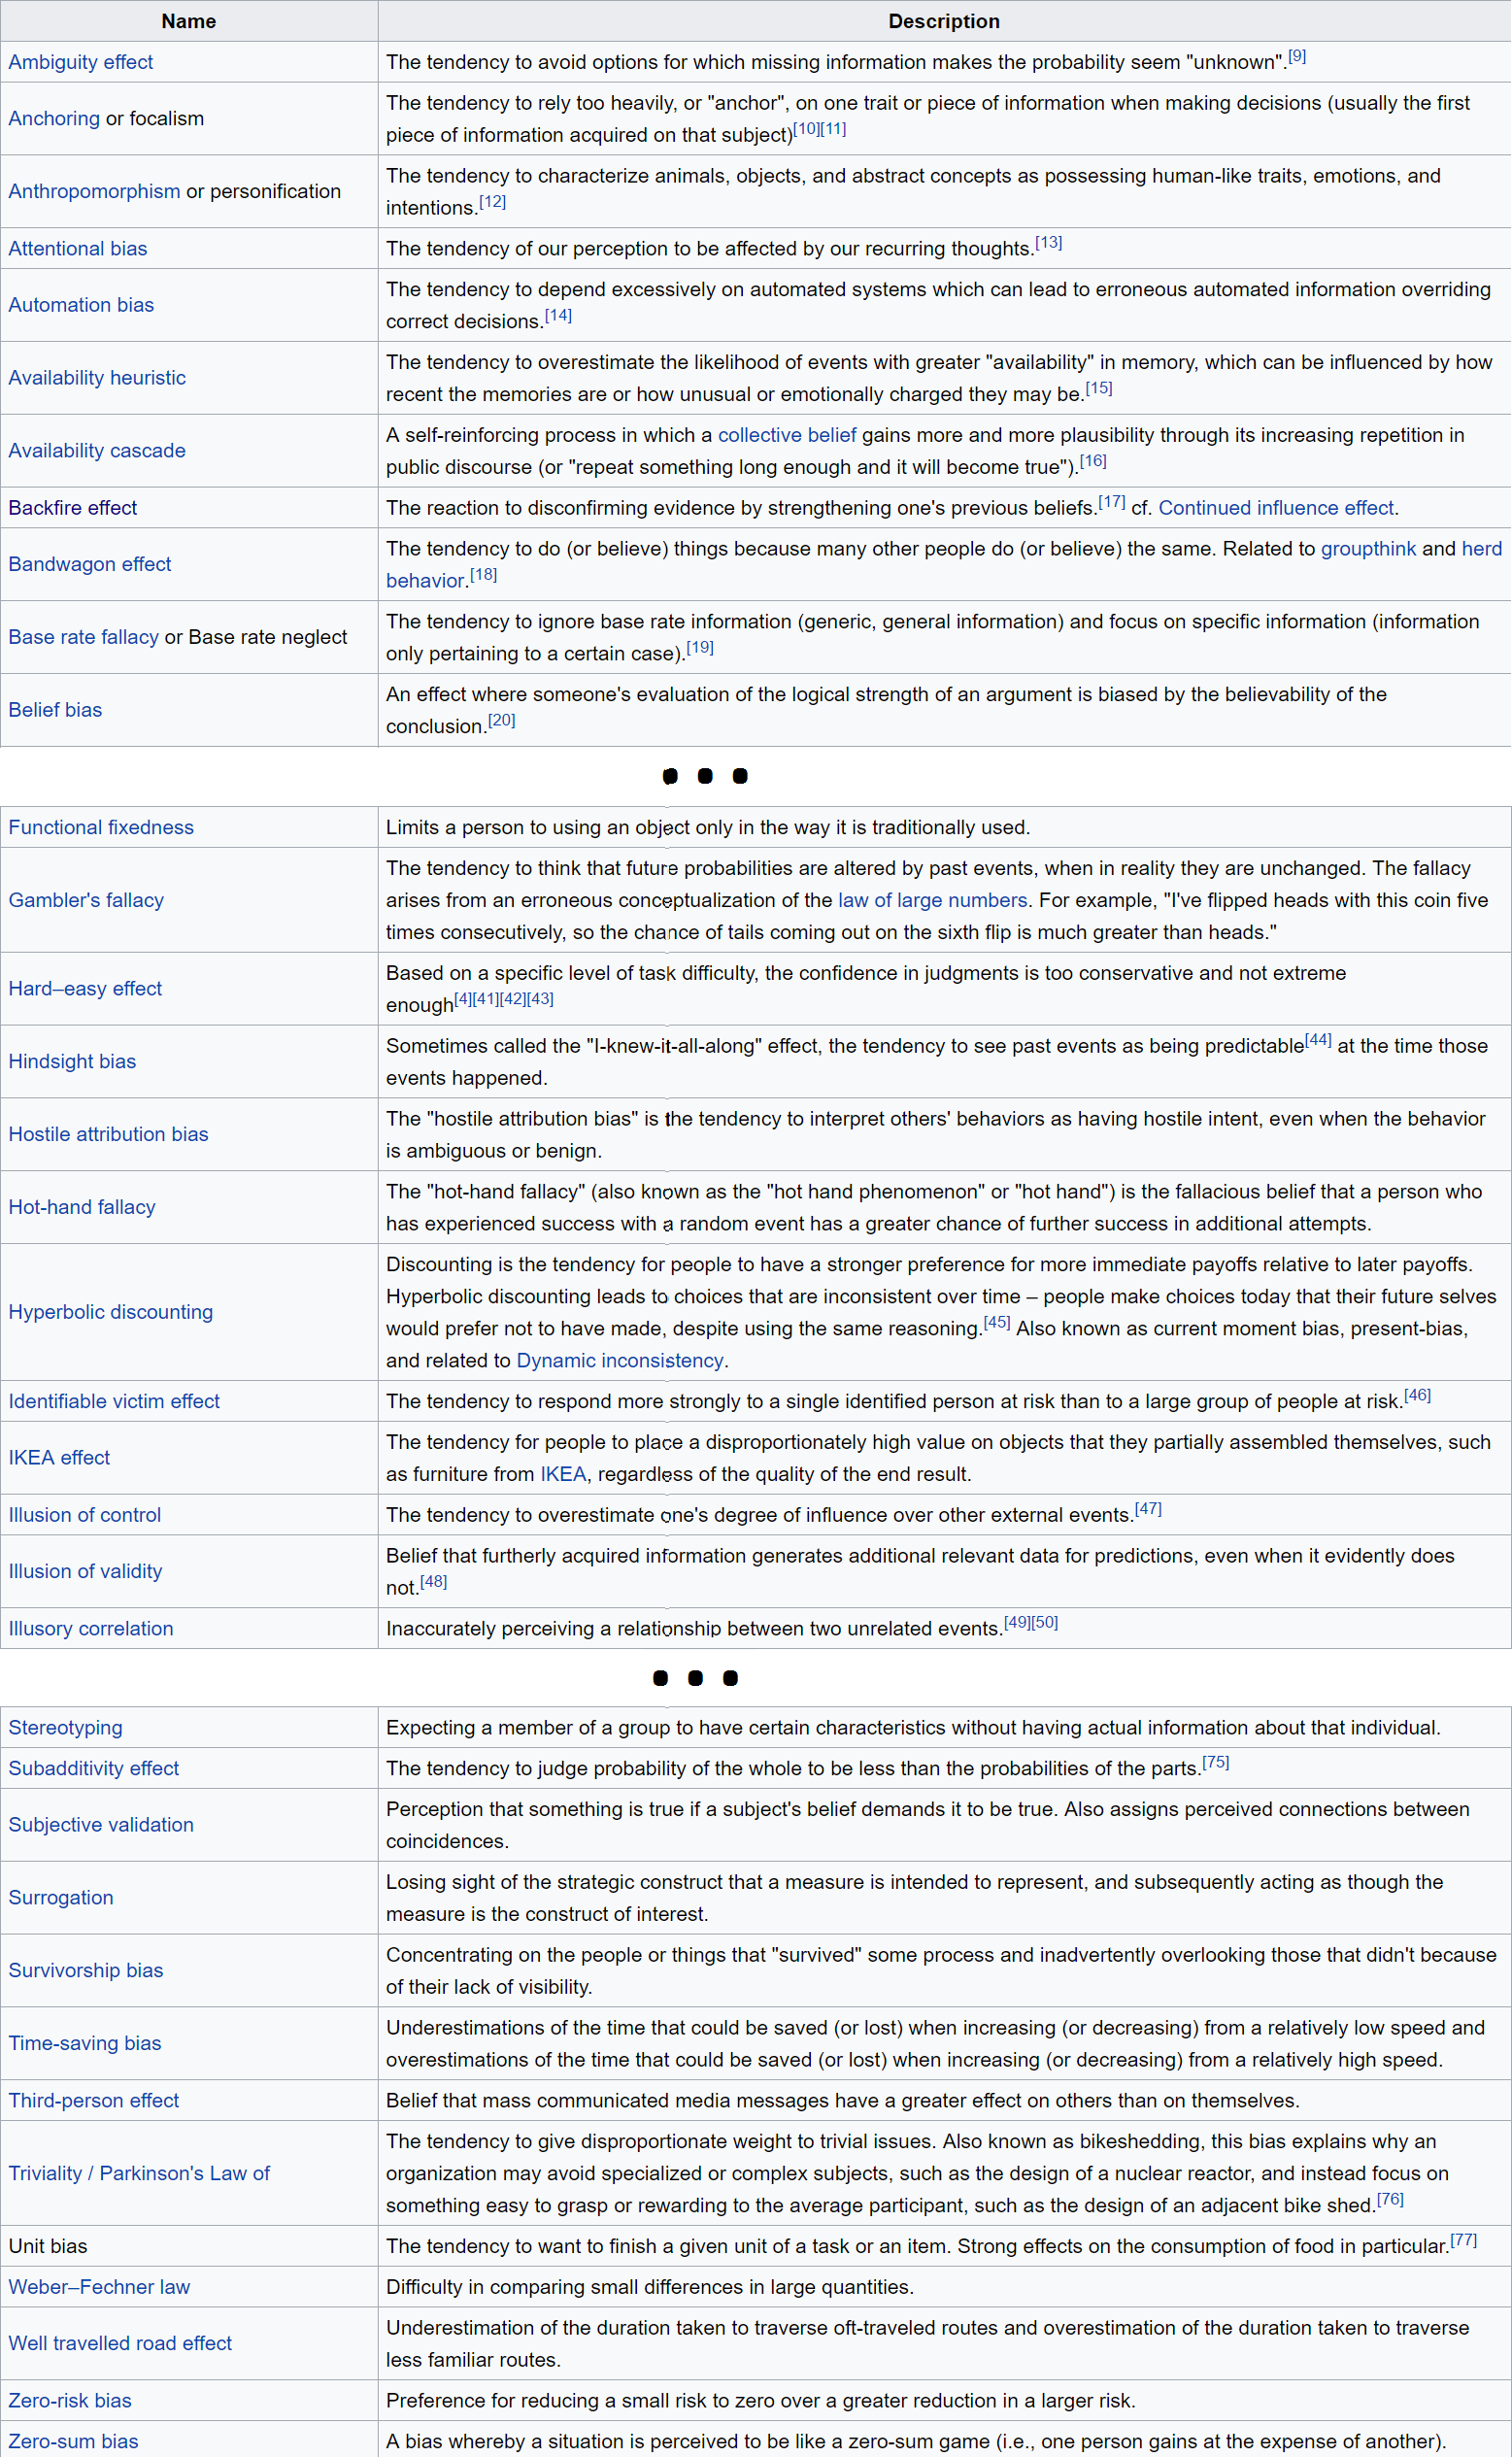 Name Description
Ambiguity effect The tendency to avoid options for which missing information makes the probability seem "unknown".[9]
Anchoring or focalism The tendency to rely too heavily, or "anchor", on one trait or piece of information when making decisions (usually the first
piece of information acquired on that subject)[10][11]
Anthropomorphism or personification The tendency to characterize animals, objects, and abstract concepts as possessing human-like traits, emotions, and
intentions.[12]
Attentional bias The tendency of our perception to be affected by our recurring thoughts.[13]
Automation bias The tendency to depend excessively on automated systems which can lead to erroneous automated information overriding
correct decisions.[14]
Availability heuristic The tendency to overestimate the likelihood of events with greater "availability" in memory, which can be influenced by how
recent the memories are or how unusual or emotionally charged they may be.[15]
Availability cascade A self-reinforcing process in which a collective belief gains more and more plausibility through its increasing repetition in
public discourse (or "repeat something long enough and it will become true").[16]
Backfire effect The reaction to disconfirming evidence by strengthening one's previous beliefs.[17] cf. Continued influence effect.
Bandwagon effect The tendency to do (or believe) things because many other people do (or believe) the same. Related to groupthink and herd
behavior.[18]
Base rate fallacy or Base rate neglect The tendency to ignore base rate information (generic, general information) and focus on specific information (information
only pertaining to a certain case).[19]
Belief bias An effect where someone's evaluation of the logical strength of an argument is biased by the believability of the
conclusion.[20]
Functional fixedness Limits a person to using an object only in the way it is traditionally used.
Gambler's fallacy The tendency to think that future probabilities are altered by past events, when in reality they are unchanged. The fallacy
arises from an erroneous conceptualization of the law of large numbers. For example, "I've flipped heads with this coin five
times consecutively, so the chance of tails coming out on the sixth flip is much greater than heads."
Hard–easy effect Based on a specific level of task difficulty, the confidence in judgments is too conservative and not extreme
enough[4][41][42][43]
Hindsight bias Sometimes called the "I-knew-it-all-along" effect, the tendency to see past events as being predictable[44] at the time those
events happened.
Hostile attribution bias The "hostile attribution bias" is the tendency to interpret others' behaviors as having hostile intent, even when the behavior
is ambiguous or benign.
Hot-hand fallacy The "hot-hand fallacy" (also known as the "hot hand phenomenon" or "hot hand") is the fallacious belief that a person who
has experienced success with a random event has a greater chance of further success in additional attempts.
Hyperbolic discounting Discounting is the tendency for people to have a stronger preference for more immediate payoffs relative to later payoffs.
Hyperbolic discounting leads to choices that are inconsistent over time – people make choices today that their future selves
would prefer not to have made, despite using the same reasoning.[45] Also known as current moment bias, present-bias,
and related to Dynamic inconsistency.
Identifiable victim effect The tendency to respond more strongly to a single identified person at risk than to a large group of people at risk.[46]
IKEA effect The tendency for people to place a disproportionately high value on objects that they partially assembled themselves, such
as furniture from IKEA, regardless of the quality of the end result.
Illusion of control The tendency to overestimate one's degree of influence over other external events.[47]
Illusion of validity Belief that furtherly acquired information generates additional relevant data for predictions, even when it evidently does
not.[48]
Illusory correlation Inaccurately perceiving a relationship between two unrelated events.[49][50]
Stereotyping Expecting a member of a group to have certain characteristics without having actual information about that individual.
Subadditivity effect The tendency to judge probability of the whole to be less than the probabilities of the parts.[75]
Subjective validation Perception that something is true if a subject's belief demands it to be true. Also assigns perceived connections between
coincidences.
Surrogation Losing sight of the strategic construct that a measure is intended to represent, and subsequently acting as though the
measure is the construct of interest.
Survivorship bias Concentrating on the people or things that "survived" some process and inadvertently overlooking those that didn't because
of their lack of visibility.
Time-saving bias Underestimations of the time that could be saved (or lost) when increasing (or decreasing) from a relatively low speed and
overestimations of the time that could be saved (or lost) when increasing (or decreasing) from a relatively high speed.
Third-person effect Belief that mass communicated media messages have a greater effect on others than on themselves.
Triviality / Parkinson's Law of The tendency to give disproportionate weight to trivial issues. Also known as bikeshedding, this bias explains why an
organization may avoid specialized or complex subjects, such as the design of a nuclear reactor, and instead focus on
something easy to grasp or rewarding to the average participant, such as the design of an adjacent bike shed.[76]
Unit bias The tendency to want to finish a given unit of a task or an item. Strong effects on the consumption of food in particular.[77]
Weber–Fechner law Difficulty in comparing small differences in large quantities.
Well travelled road effect Underestimation of the duration taken to traverse oft-traveled routes and overestimation of the duration taken to traverse
less familiar routes.
Zero-risk bias Preference for reducing a small risk to zero over a greater reduction in a larger risk.
Zero-sum bias A bias whereby a situation is perceived to be like a zero-sum game (i.e., one person gains at the expense of another).